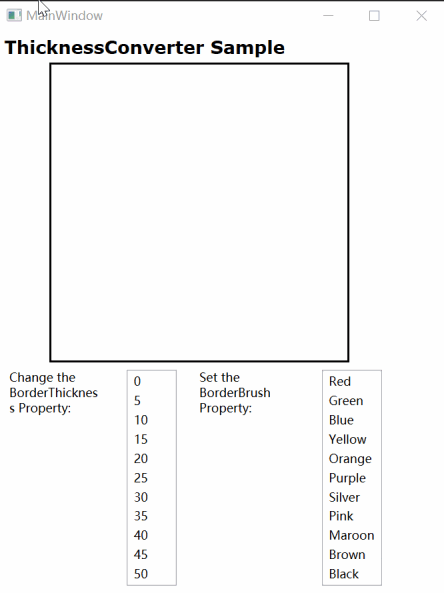 MainWindow
ThicknessConverter Sample
Change the
BorderThicknes
s Property:
0
5
10
15
20
25
30
35
40
45
50
Set the
BorderBrush
Property:
Red
Green
Blue
Yellow
Orange
Purple
Silver
Pink
Maroon
Brown
Black